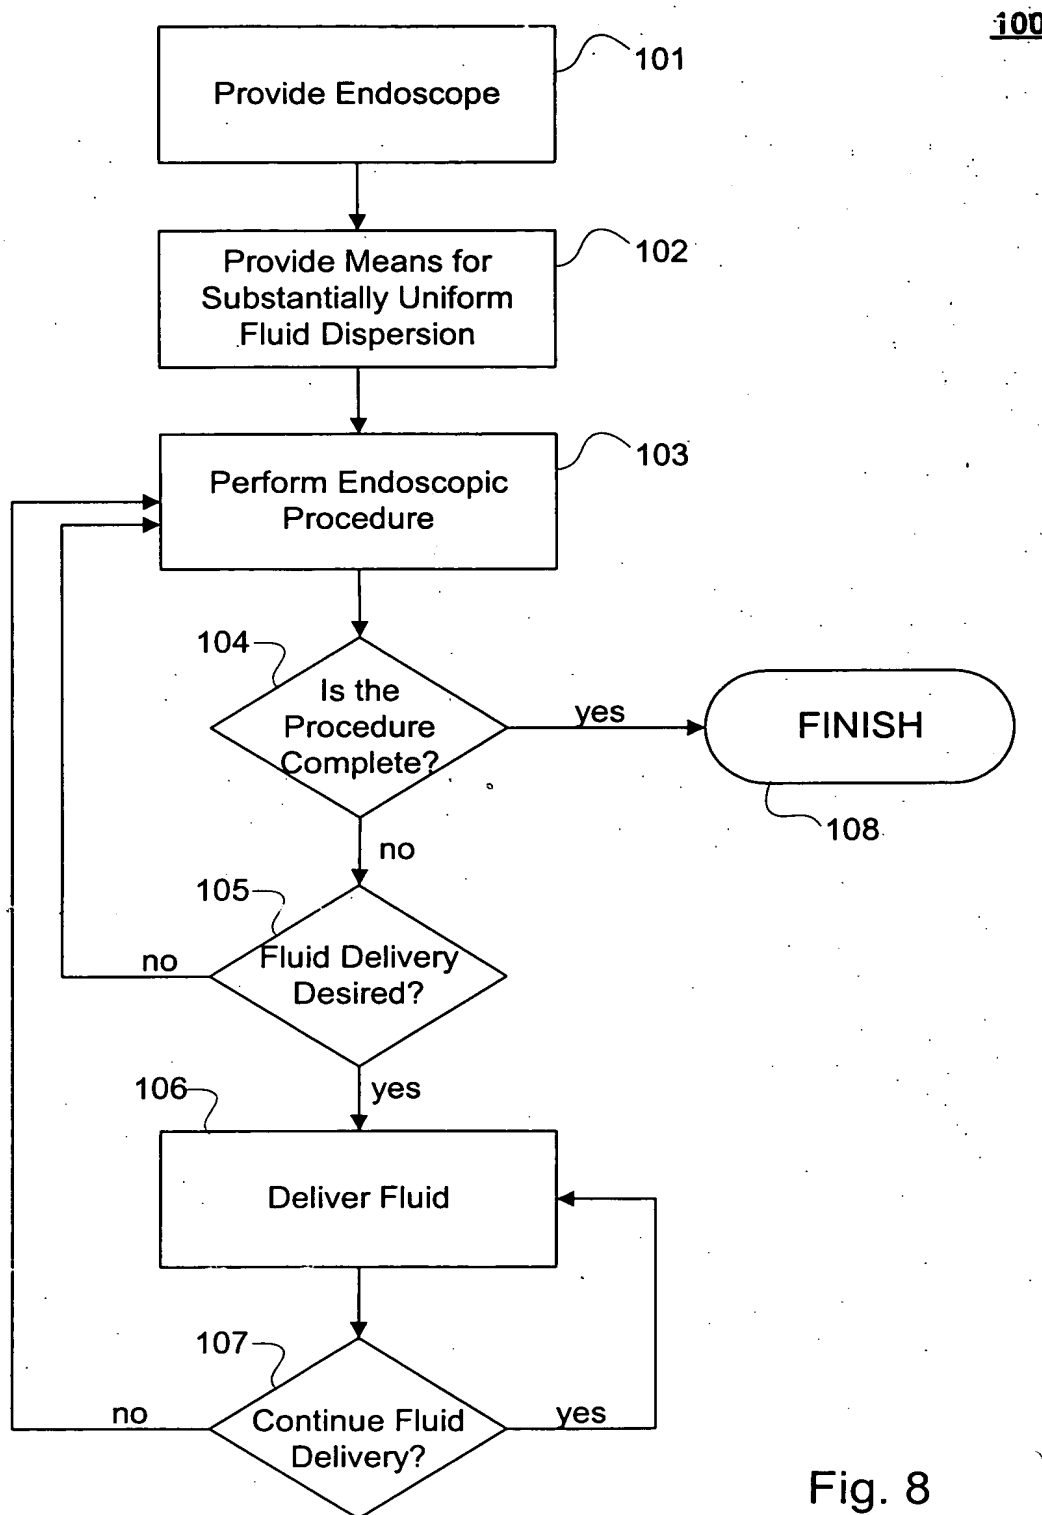 100
101
Provide Endoscope
102
Provide Means for
Substantially Uniform
Fluid Dispersion
103
Perform Endoscopic
Procedure
104
Is the
Procedure
Complete?
yes
FINISH
108
no
105
Fluid Delivery
Desired?
no
yes
106
Deliver Fluid
107
Continue Fluid
Delivery?
no
yes
Fig. 8